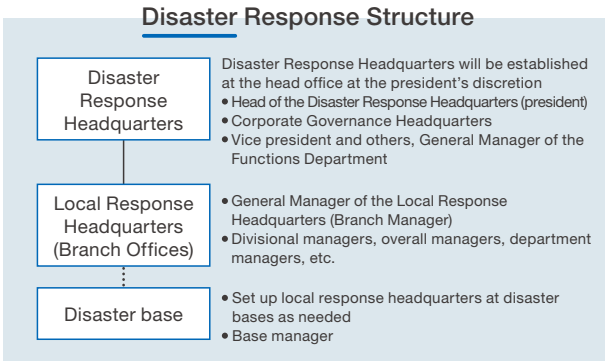 Disaster Response Structure
Disaster
Response
Headquarters
Disaster Response Headquarters will be established
at the head office at the president’s discretion
• Head of the Disaster Response Headquarters (president)
• Corporate Governance Headquarters
• Vice president and others, General Manager of the
Functions Department
Local Response
Headquarters
(Branch Offices)
• General Manager of the Local Response
Headquarters (Branch Manager)
• Divisional managers, overall managers, department
managers, etc.
Disaster base
• Set up local response headquarters at disaster
bases as needed
• Base manager